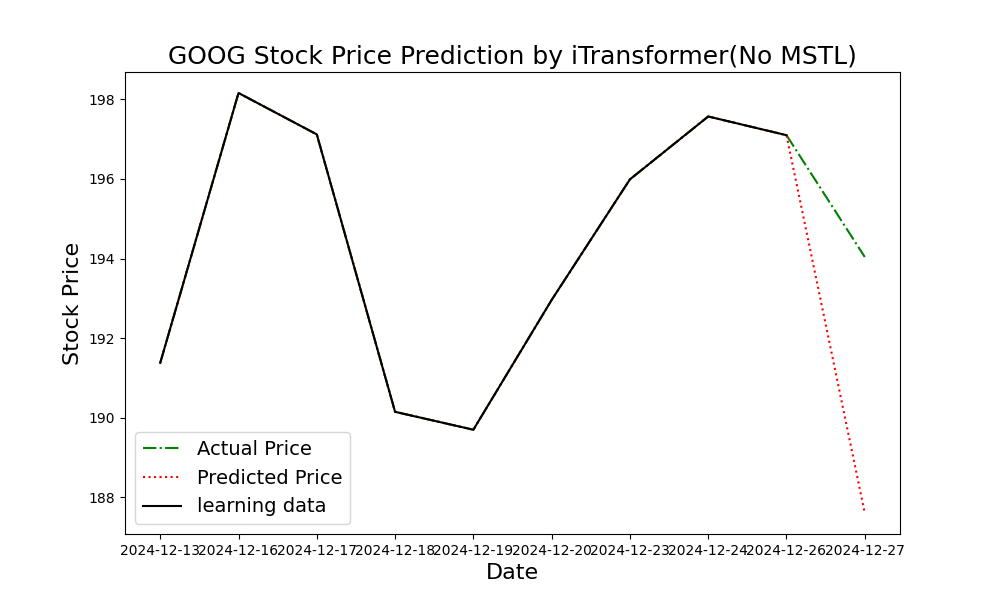 GOOG Stock Price Prediction by iTransformer(No MSTL)
Stock Price
198
196
194
192
190
188
Actual Price
Predicted Price
learning data
2024-12-13 2024-12-16 2024-12-17 2024-12-18 2024-12-19 2024-12-20 2024-12-23 2024-12-24 2024-12-26 2024-12-27
Date